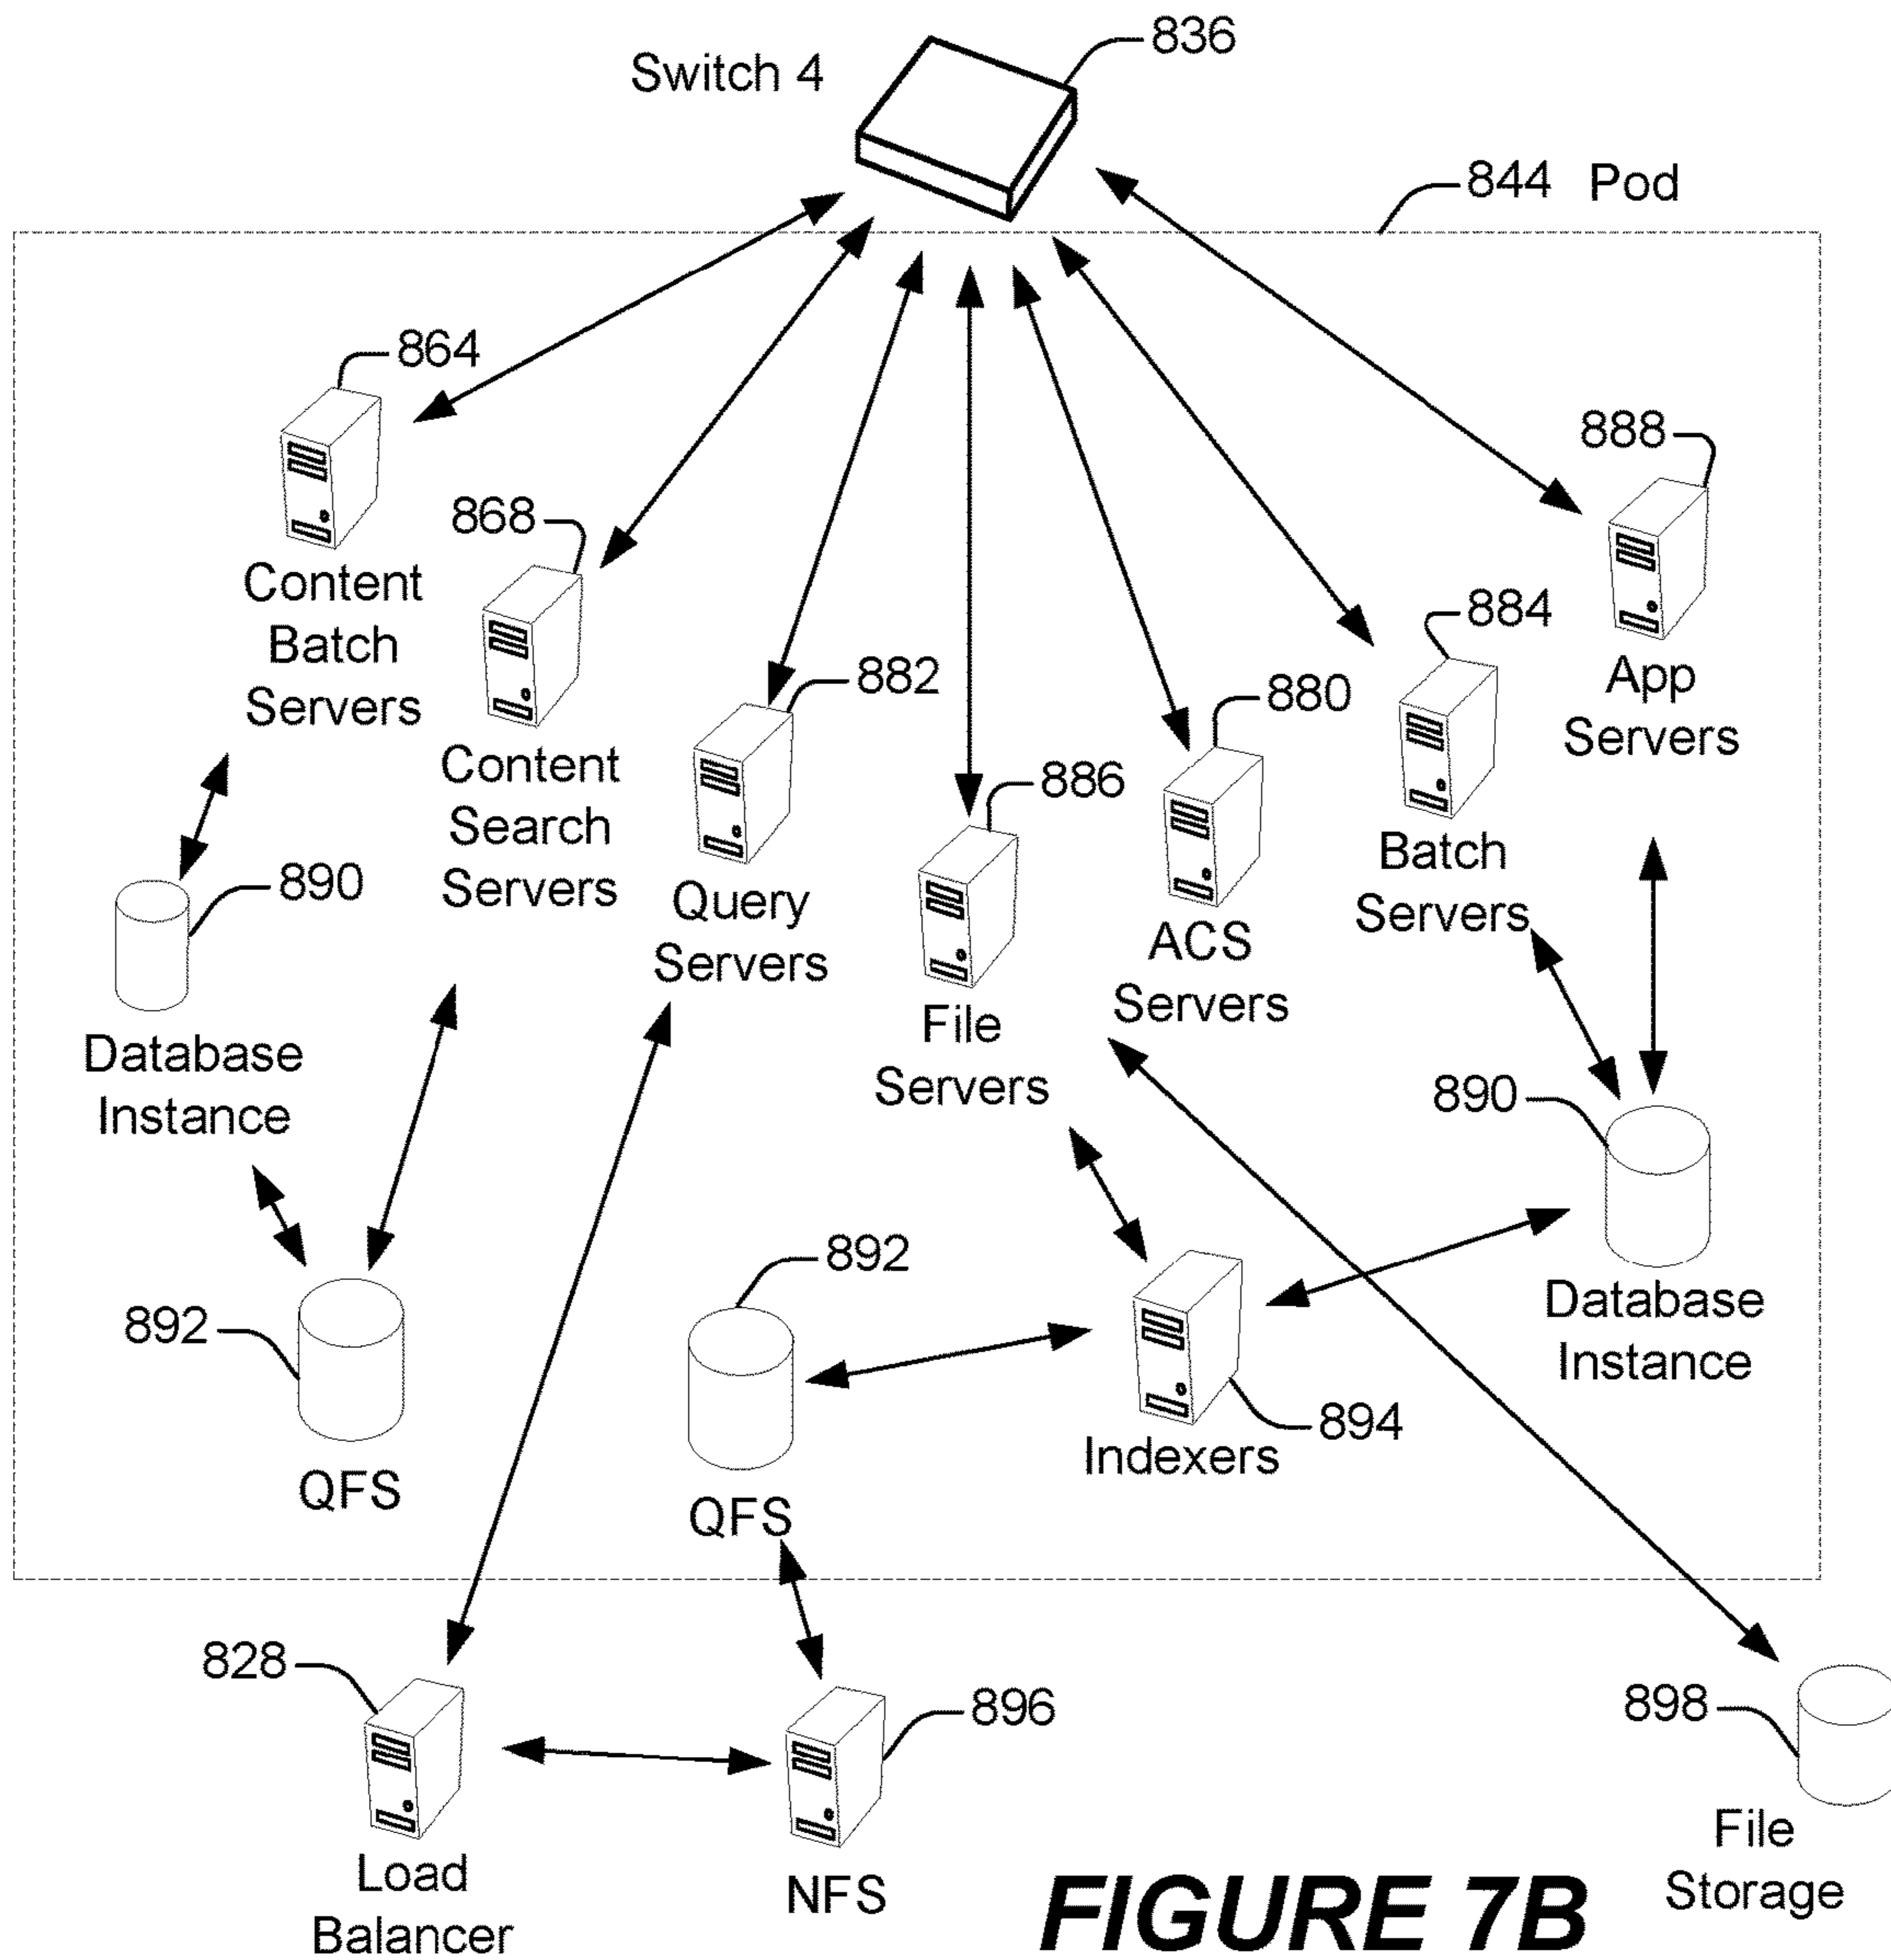 836
Switch 4
844 Pod
864
Content
Batch
Servers
868
Content
Search
Servers
882
Query
Servers
886
File
Servers
880
ACS
Servers
884
Batch
Servers
888
App
Servers
890
Database
Instance
890
Database
Instance
892
QFS
892
QFS
894
Indexers
828
Load
Balancer
896
NFS
898
File
Storage
FIGURE 7B